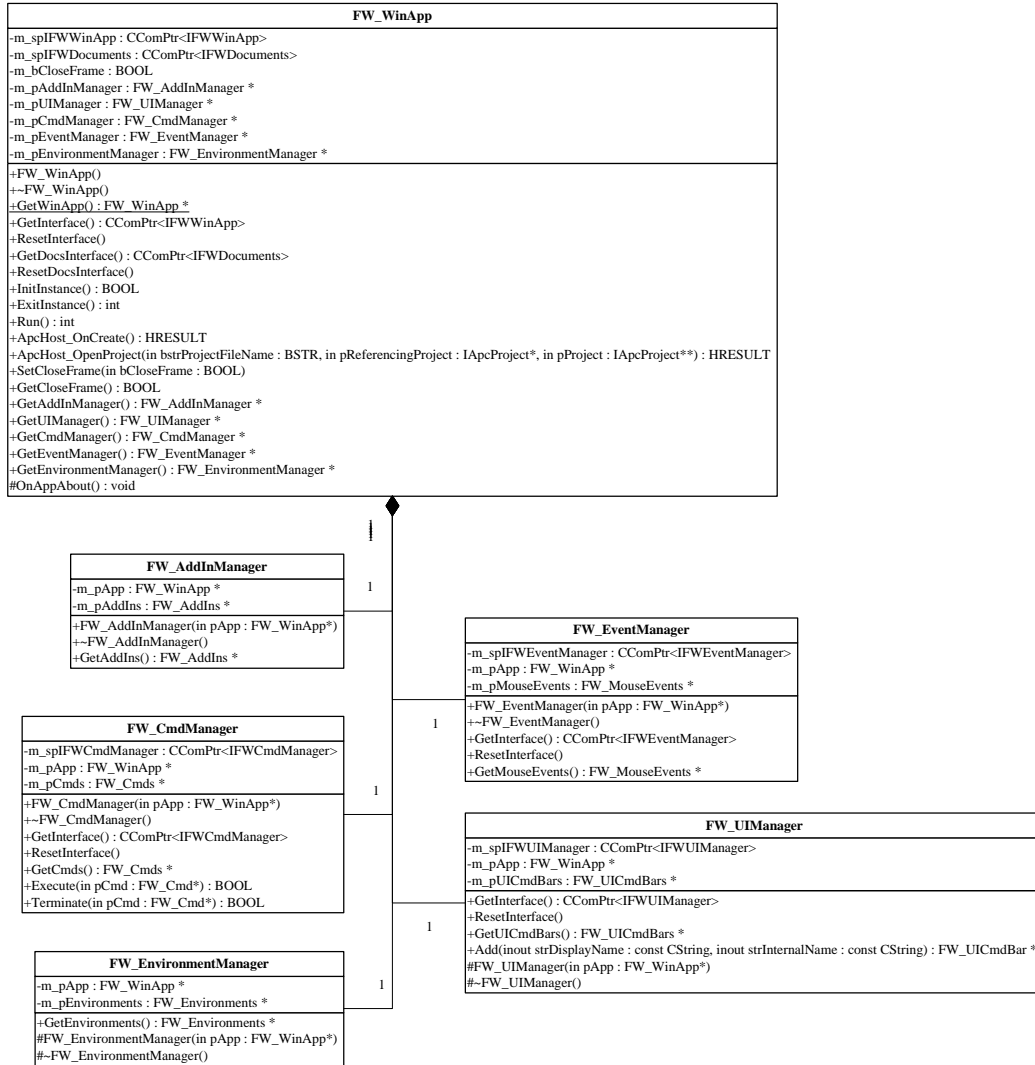 FW_WinApp
-m_spIFWWinApp : CComPtr<IFWWinApp>
-m_spIFWDocuments : CComPtr<IFWDocuments>
-m_bCloseFrame : BOOL
-m_pAddInManager : FW_AddInManager *
-m_pUIManager : FW_UIManager *
-m_pCmdManager : FW_CmdManager *
-m_pEventManager : FW_EventManager *
-m_pEnvironmentManager : FW_EnvironmentManager *
+FW_WinApp()
+~FW_WinApp()
+GetWinApp() : FW_WinApp *
+GetInterface() : CComPtr<IFWWinApp>
+ResetInterface()
+GetDocsInterface() : CComPtr<IFWDocuments>
+ResetDocsInterface()
+InitInstance() : BOOL
+ExitInstance() : int
+Run() : int
+ApcHost_OnCreate() : HRESULT
+ApcHost_OpenProject(in bstrProjectFileName : BSTR, in pReferencingProject : IApcProject*, in pProject : IApcProject**) : HRESULT
+SetCloseFrame(in bCloseFrame : BOOL)
+GetCloseFrame() : BOOL
+GetAddInManager() : FW_AddInManager *
+GetUIManager() : FW_UIManager *
+GetCmdManager() : FW_CmdManager *
+GetEventManager() : FW_EventManager *
+GetEnvironmentManager() : FW_EnvironmentManager *
#OnAppAbout() : void
FW_AddInManager
-m_pApp : FW_WinApp *
-m_pAddIns : FW_AddIns *
+FW_AddInManager(in pApp : FW_WinApp*)
+~FW_AddInManager()
+GetAddIns() : FW_AddIns *
1
FW_EventManager
-m_spIFWEventManager : CComPtr<IFWEventManager>
-m_pApp : FW_WinApp *
-m_pMouseEvents : FW_MouseEvents *
+FW_EventManager(in pApp : FW_WinApp*)
+~FW_EventManager()
+GetInterface() : CComPtr<IFWEventManager>
+ResetInterface()
+GetMouseEvents() : FW_MouseEvents *
1
FW_CmdManager
-m_spIFWCmdManager : CComPtr<IFWCmdManager>
-m_pApp : FW_WinApp *
-m_pCmds : FW_Cmds *
+FW_CmdManager(in pApp : FW_WinApp*)
+~FW_CmdManager()
+GetInterface() : CComPtr<IFWCmdManager>
+ResetInterface()
+GetCmds() : FW_Cmds *
+Execute(in pCmd : FW_Cmd*) : BOOL
+Terminate(in pCmd : FW_Cmd*) : BOOL
1
FW_UIManager
-m_spIFWUIManager : CComPtr<IFWUIManager>
-m_pApp : FW_WinApp *
-m_pUICmdBars : FW_UICmdBars *
+GetInterface() : CComPtr<IFWUIManager>
+ResetInterface()
+GetUICmdBars() : FW_UICmdBars *
+Add(inout strDisplayName : const CString, inout strInternalName : const CString) : FW_UICmdBar *
#FW_UIManager(in pApp : FW_WinApp*)
#~FW_UIManager()
1
FW_EnvironmentManager
-m_pApp : FW_WinApp *
-m_pEnvironments : FW_Environments *
+GetEnvironments() : FW_Environments *
#FW_EnvironmentManager(in pApp : FW_WinApp*)
#~FW_EnvironmentManager()
1